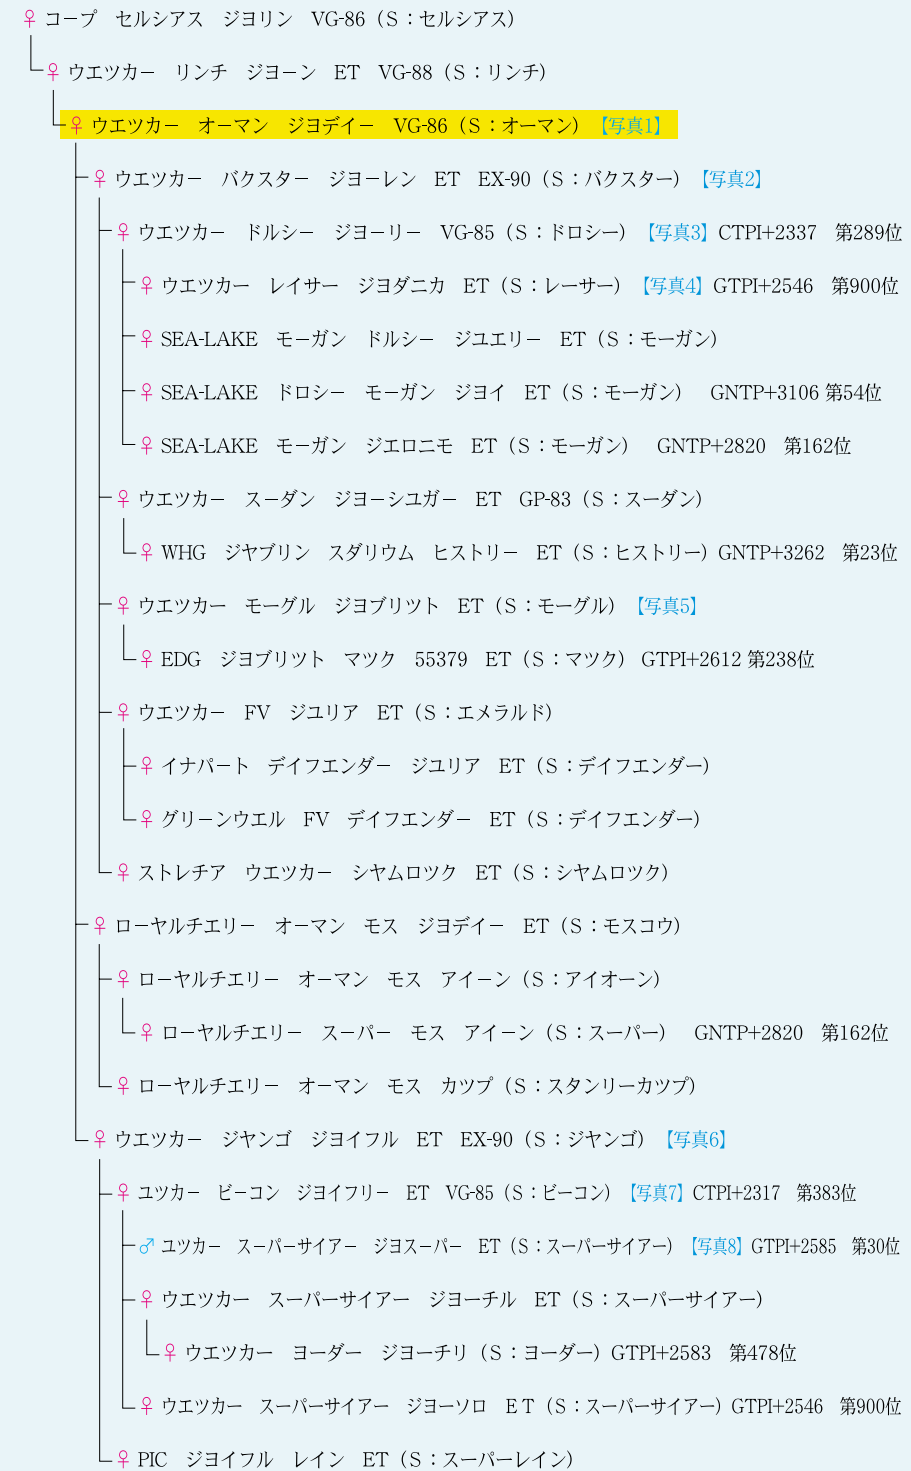 ♀ コープ　セルシアス　ジヨリン　VG-86（S：セルシアス）
♀ ウエツカー　リンチ　ジヨーン　ET　VG-88（S：リンチ）
♀ ウエツカー　オーマン　ジヨデイー　VG-86（S：オーマン）【写真1】
♀ ウエツカー　バクスター　ジヨーレン　ET　EX-90（S：バクスター）【写真2】
♀ ウエツカー　ドルシー　ジヨーリー　VG-85（S：ドロシー）【写真3】CTPI+2337　第289位
♀ ウエツカー　レイサー　ジヨダニカ　ET（S：レーサー）【写真4】GTPI+2546　第900位
♀ SEA-LAKE　モーガン　ドルシー　ジユエリー　ET（S：モーガン）
♀ SEA-LAKE　ドロシー　モーガン　ジヨイ　ET（S：モーガン）　GNTP+3106 第54位
♀ SEA-LAKE　モーガン　ジエロニモ　ET（S：モーガン）　GNTP+2820　第162位
♀ ウエツカー　スーダン　ジヨーシユガー　ET　GP-83（S：スーダン）
♀ WHG　ジヤブリン　スダリウム　ヒストリー　ET（S：ヒストリー）GNTP+3262　第23位
♀ ウエツカー　モーグル　ジヨブリツト　ET（S：モーグル）【写真5】
♀ EDG　ジヨブリツト　マツク　55379　ET（S：マツク） GTPI+2612 第238位
♀ ウエツカー　FV　ジユリア　ET（S：エメラルド）
♀ イナパート　デイフエンダー　ジユリア　ET（S：デイフエンダー）
♀ グリーンウエル　FV　デイフエンダー　ET（S：デイフエンダー）
♀ ストレチア　ウエツカー　シヤムロツク　ET（S：シヤムロツク）
♀ ローヤルチエリー　オーマン　モス　ジヨデイー　ET（S：モスコウ）
♀ ローヤルチエリー　オーマン　モス　アイーン（S：アイオーン）
♀ ローヤルチエリー　スーパー　モス　アイーン（S：スーパー）　GNTP+2820　第162位
♀ ローヤルチエリー　オーマン　モス　カツプ（S：スタンリーカツプ）
♀ ウエツカー　ジヤンゴ　ジヨイフル　ET　EX-90（S：ジヤンゴ）【写真6】
♀ ユツカー　ビーコン　ジヨイフリー　ET　VG-85（S：ビーコン）【写真7】CTPI+2317　第383位
♂ ユツカー　スーパーサイアー　ジヨスーパー　ET（S：スーパーサイアー）【写真8】GTPI+2585　第30位
♀ ウエツカー　スーパーサイアー　ジヨーチル　ET（S：スーパーサイアー）
♀ ウエツカー　ヨーダー　ジヨーチリ（S：ヨーダー）GTPI+2583　第478位
♀ ウエツカー　スーパーサイアー　ジヨーソロ　E T（S：スーパーサイアー）GTPI+2546　第900位
♀ PIC　ジヨイフル　レイン　ET（S：スーパーレイン）